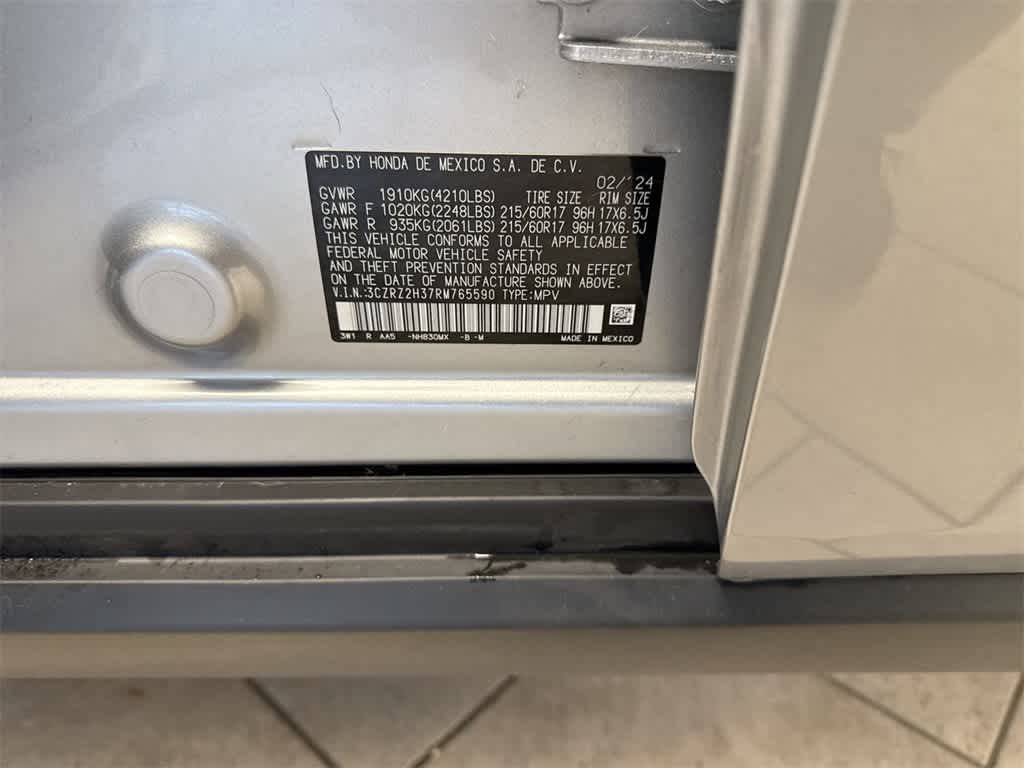 MFD.BY HONDA DE MEXICO S.A. DE C.V.
02/'24
GVWR 1910KG(4210LBS) TIRE SIZE RIM SIZE
GAWR F 1020KG(2248LBS) 215/60R17 96H 17X6.5J
GAWR R 935KG(2061LBS) 215/60R17 96H 17X6.5J
THIS VEHICLE CONFORMS TO ALL APPLICABLE
FEDERAL MOTOR VEHICLE SAFETY
AND THEFT PREVENTION STANDARDS IN EFFECT
ON THE DATE OF MANUFACTURE SHOWN ABOVE.
V.I.N.:3CZRZ2H37RM765590 TYPE:MPV
3W1 R AA5 -NH830MX -B -M MADE IN MEXICO